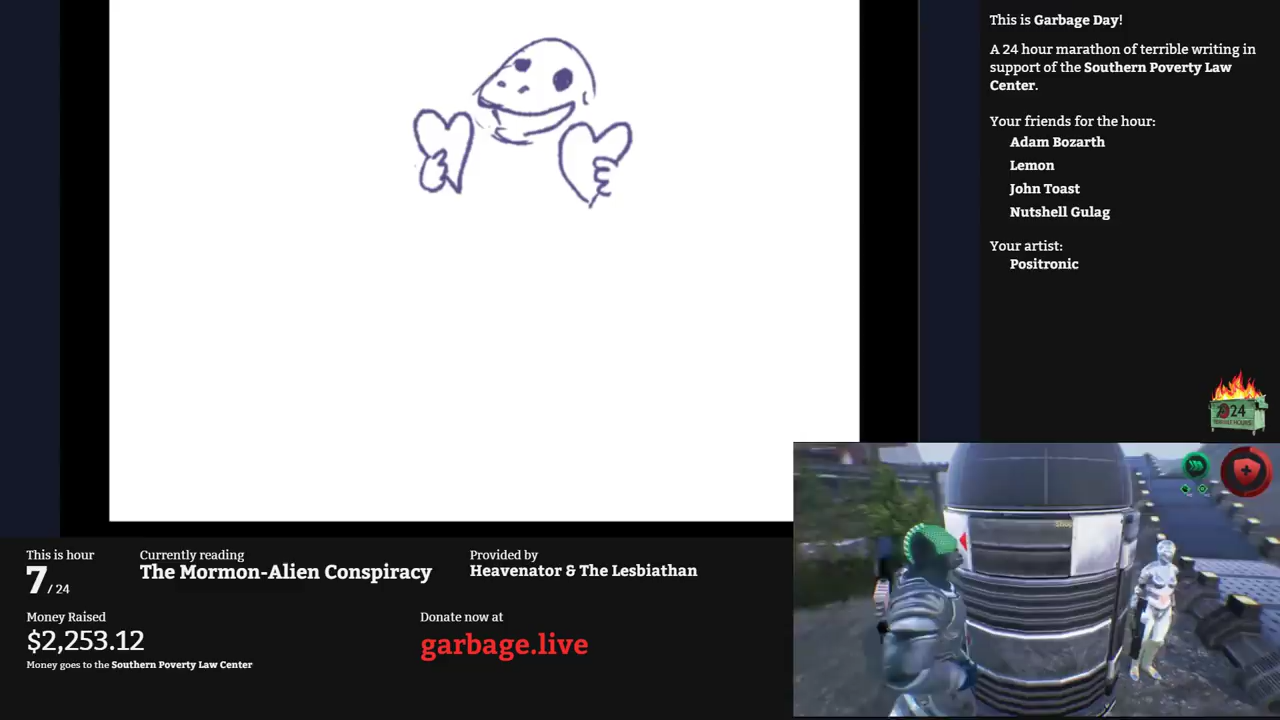 This is Garbage Day!
A 24 hour marathon of terrible writing in
support of the Southern Poverty Law
Center.
Your friends for the hour:
Adam Bozarth
Lemon
John Toast
Nutshell Gulag
Your artist:
Positronic
2024
This is hour
7 / 24
Currently reading
The Mormon-Alien Conspiracy
Provided by
Heavenator & The Lesbiathan
Money Raised
$2,253.12
Money goes to the Southern Poverty Law Center
Donate now at
garbage.live